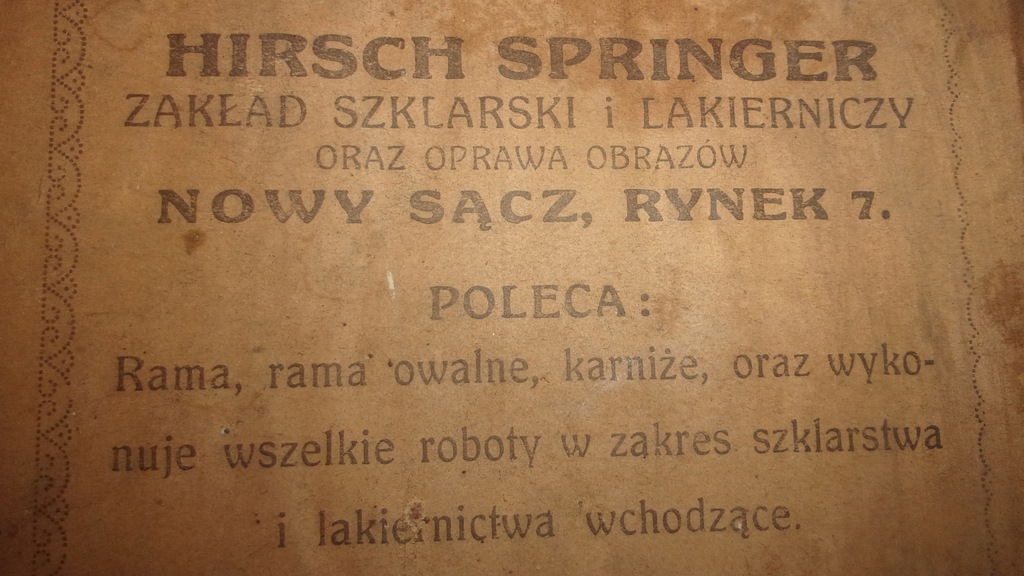 HIRSCH SPRINGER
ZAKŁAD SZKLARSKI i LAKIERNICZY
ORAZ OPRAWA OBRAZÓW
NOWY SĄCZ, RYNEK 7.
POLECA:
Rama, rama owalne, karniże, oraz wyko-
nuje wszelkie roboty w zakres szklarstwa
i lakiernictwa wchodzące.